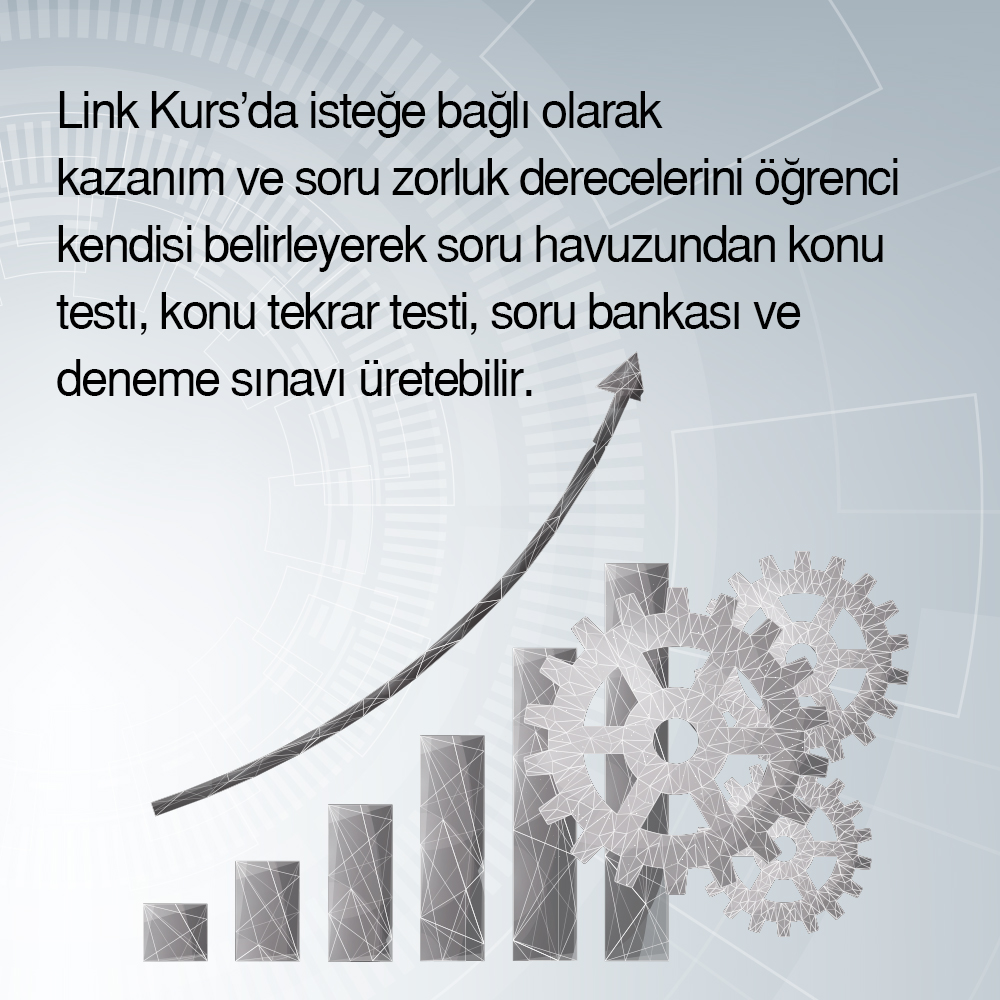 Link Kurs’da isteğe bağlı olarak
kazanım ve soru zorluk derecelerini öğrenci
kendisi belirleyerek soru havuzundan konu
testı, konu tekrar testi, soru bankası ve
deneme sınavı üretebilir.